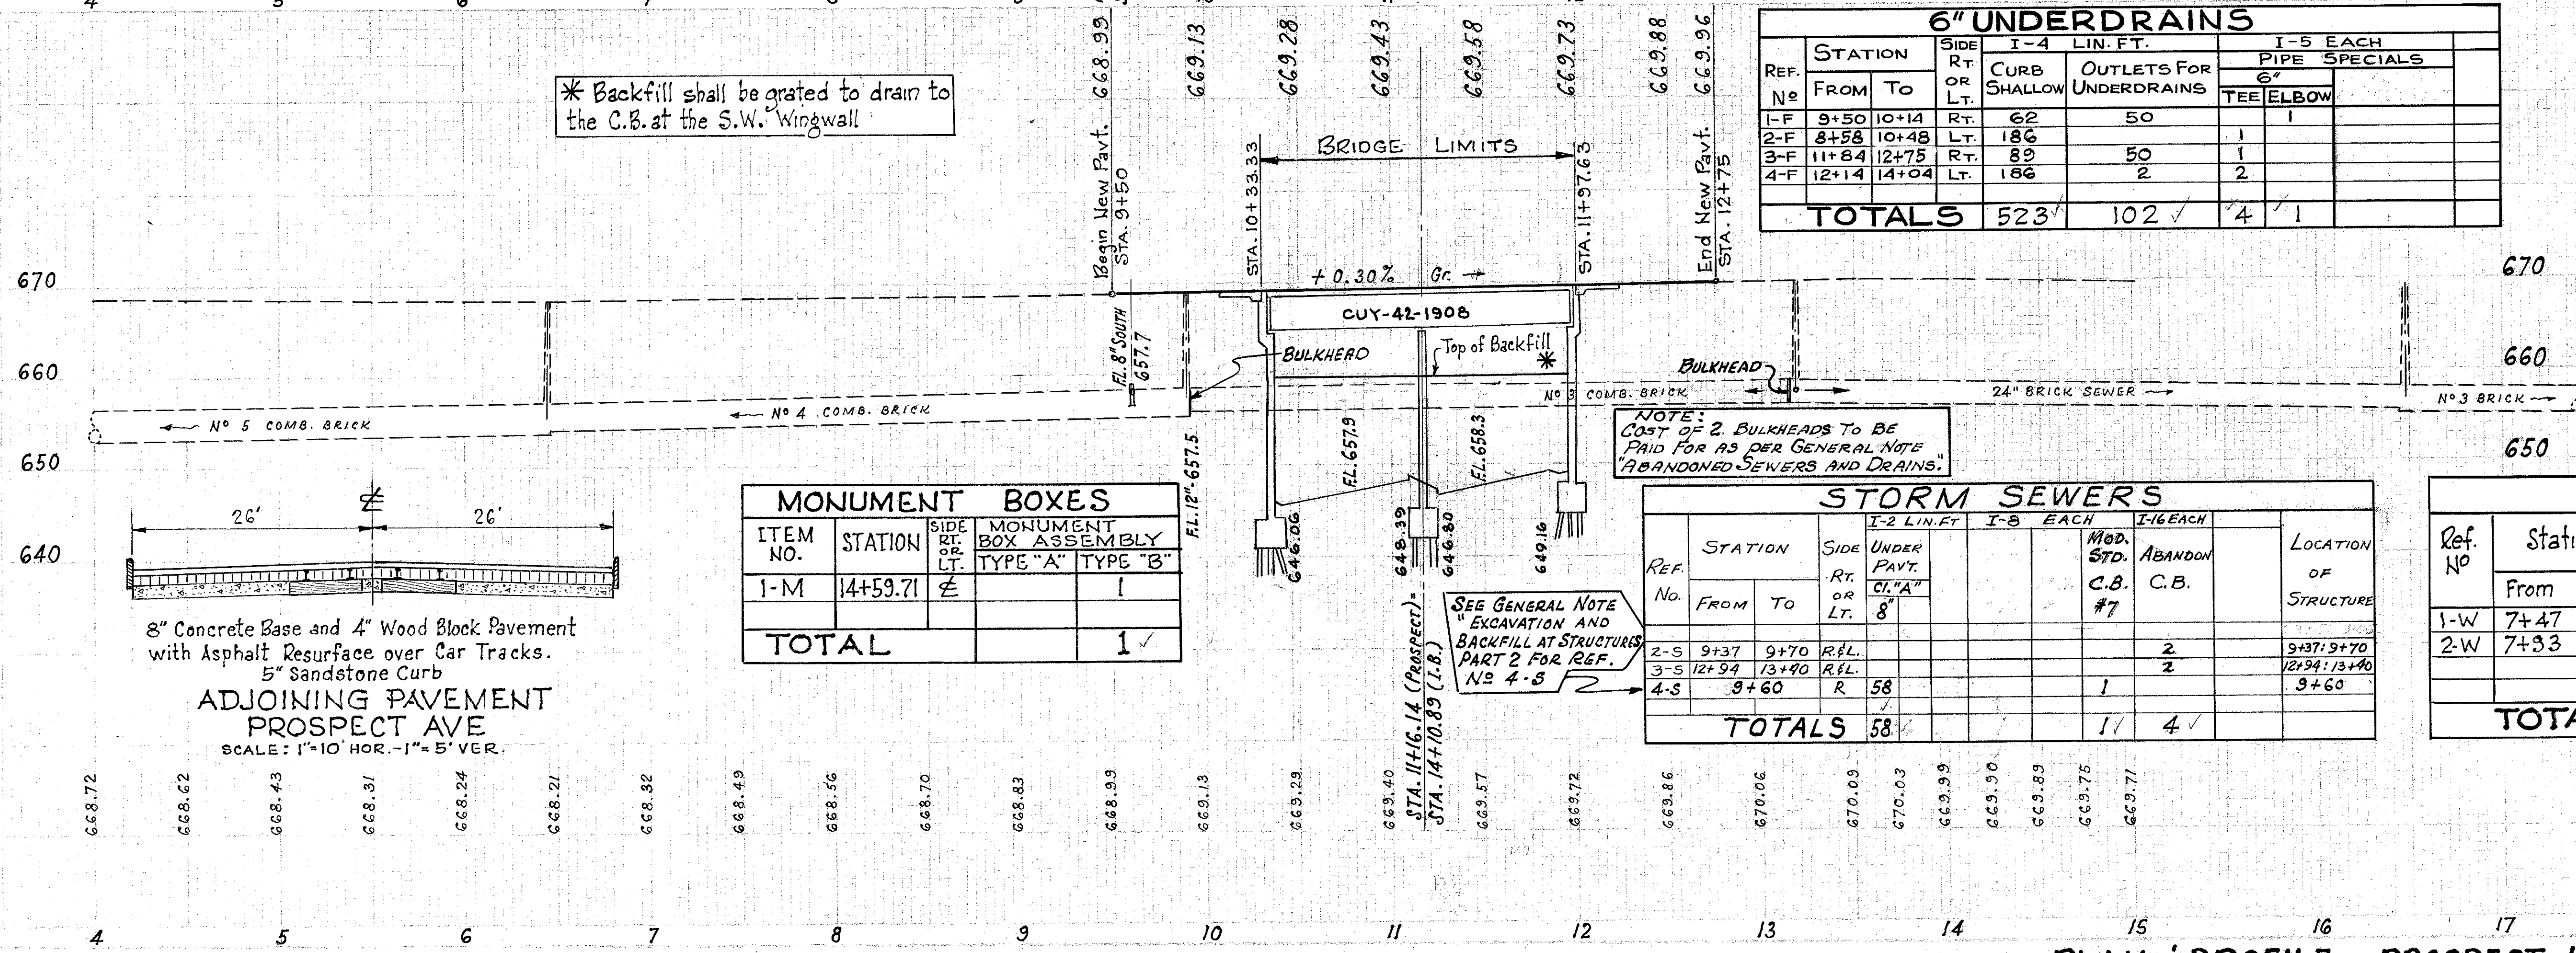 668.99
669.13
669.28
669.43
669.58
669.73
669.88
669.96
* Backfill shall be grated to drain to
the C.B. at the S.W. Wingwall
Begin New Pavt.
STA. 9+50
STA. 10+33.33
BRIDGE LIMITS
STA. 11+97.63
End New Pavt.
STA. 12+75
6" UNDERDRAINS
REF. Nº STATION SIDE RT. OR LT. I-4 LIN. FT. I-5 EACH
FROM TO CURB SHALLOW OUTLETS FOR UNDERDRAINS PIPE SPECIALS
6"
TEE ELBOW
1-F 9+50 10+14 RT. 62 50 1
2-F 8+58 10+48 LT. 186 1
3-F 11+84 12+75 RT. 89 50 1
4-F 12+14 14+04 LT. 186 2 2
TOTALS 523 102 4 1
670
+0.30% Gr.
670
CUY-42-1908
F.L. 8" SOUTH
657.7
BULKHEAD
Top of Backfill
*
BULKHEAD
660
660
Nº 5 COMB. BRICK
Nº 4 COMB. BRICK
Nº 3 COMB. BRICK
24" BRICK SEWER
Nº 3 BRICK
F.L. 657.9
F.L. 658.3
F.L. 12"-657.5
NOTE:
COST OF 2 BULKHEADS TO BE
PAID FOR AS PER GENERAL NOTE
"ABANDONED SEWERS AND DRAINS."
650
650
640
26'
26'
8" Concrete Base and 4" Wood Block Pavement
with Asphalt Resurface over Car Tracks.
5" Sandstone Curb
ADJOINING PAVEMENT
PROSPECT AVE
SCALE: 1"=10' HOR.-1"=5' VER.
MONUMENT BOXES
ITEM NO. STATION SIDE RT. OR LT. MONUMENT BOX ASSEMBLY
TYPE "A" TYPE "B"
1-M 14+59.71 ℄ 1
TOTAL 1
646.06
648.39
646.80
649.16
STA. 11+16.14 (PROSPECT)=
STA. 14+10.89 (I.B.)
SEE GENERAL NOTE
"EXCAVATION AND
BACKFILL AT STRUCTURES
PART 2 FOR REF.
Nº 4-S
STORM SEWERS
REF. No. STATION SIDE RT. OR LT. I-2 LIN. FT I-8 EACH I-16 EACH LOCATION OF STRUCTURE
FROM TO UNDER PAV'T. Cl. "A" 8" MOD. STD. C.B. #7 ABANDON C.B.
2-S 9+37 9+70 R&L. 2 9+37: 9+70
3-S 12+94 13+40 R&L. 2 12+94: 13+40
4-S 9+60 R 58 1 9+60
TOTALS 58 1 4
Ref. Nº
From
1-W 7+47
2-W 7+93
668.72
668.62
668.43
668.31
668.24
668.21
668.32
668.49
668.56
668.70
668.83
668.99
669.13
669.29
669.40
669.57
669.72
669.86
670.06
670.09
670.03
669.99
669.90
669.89
669.75
669.71
4 5 6 7 8 9 10 11 12 13 14 15 16 17